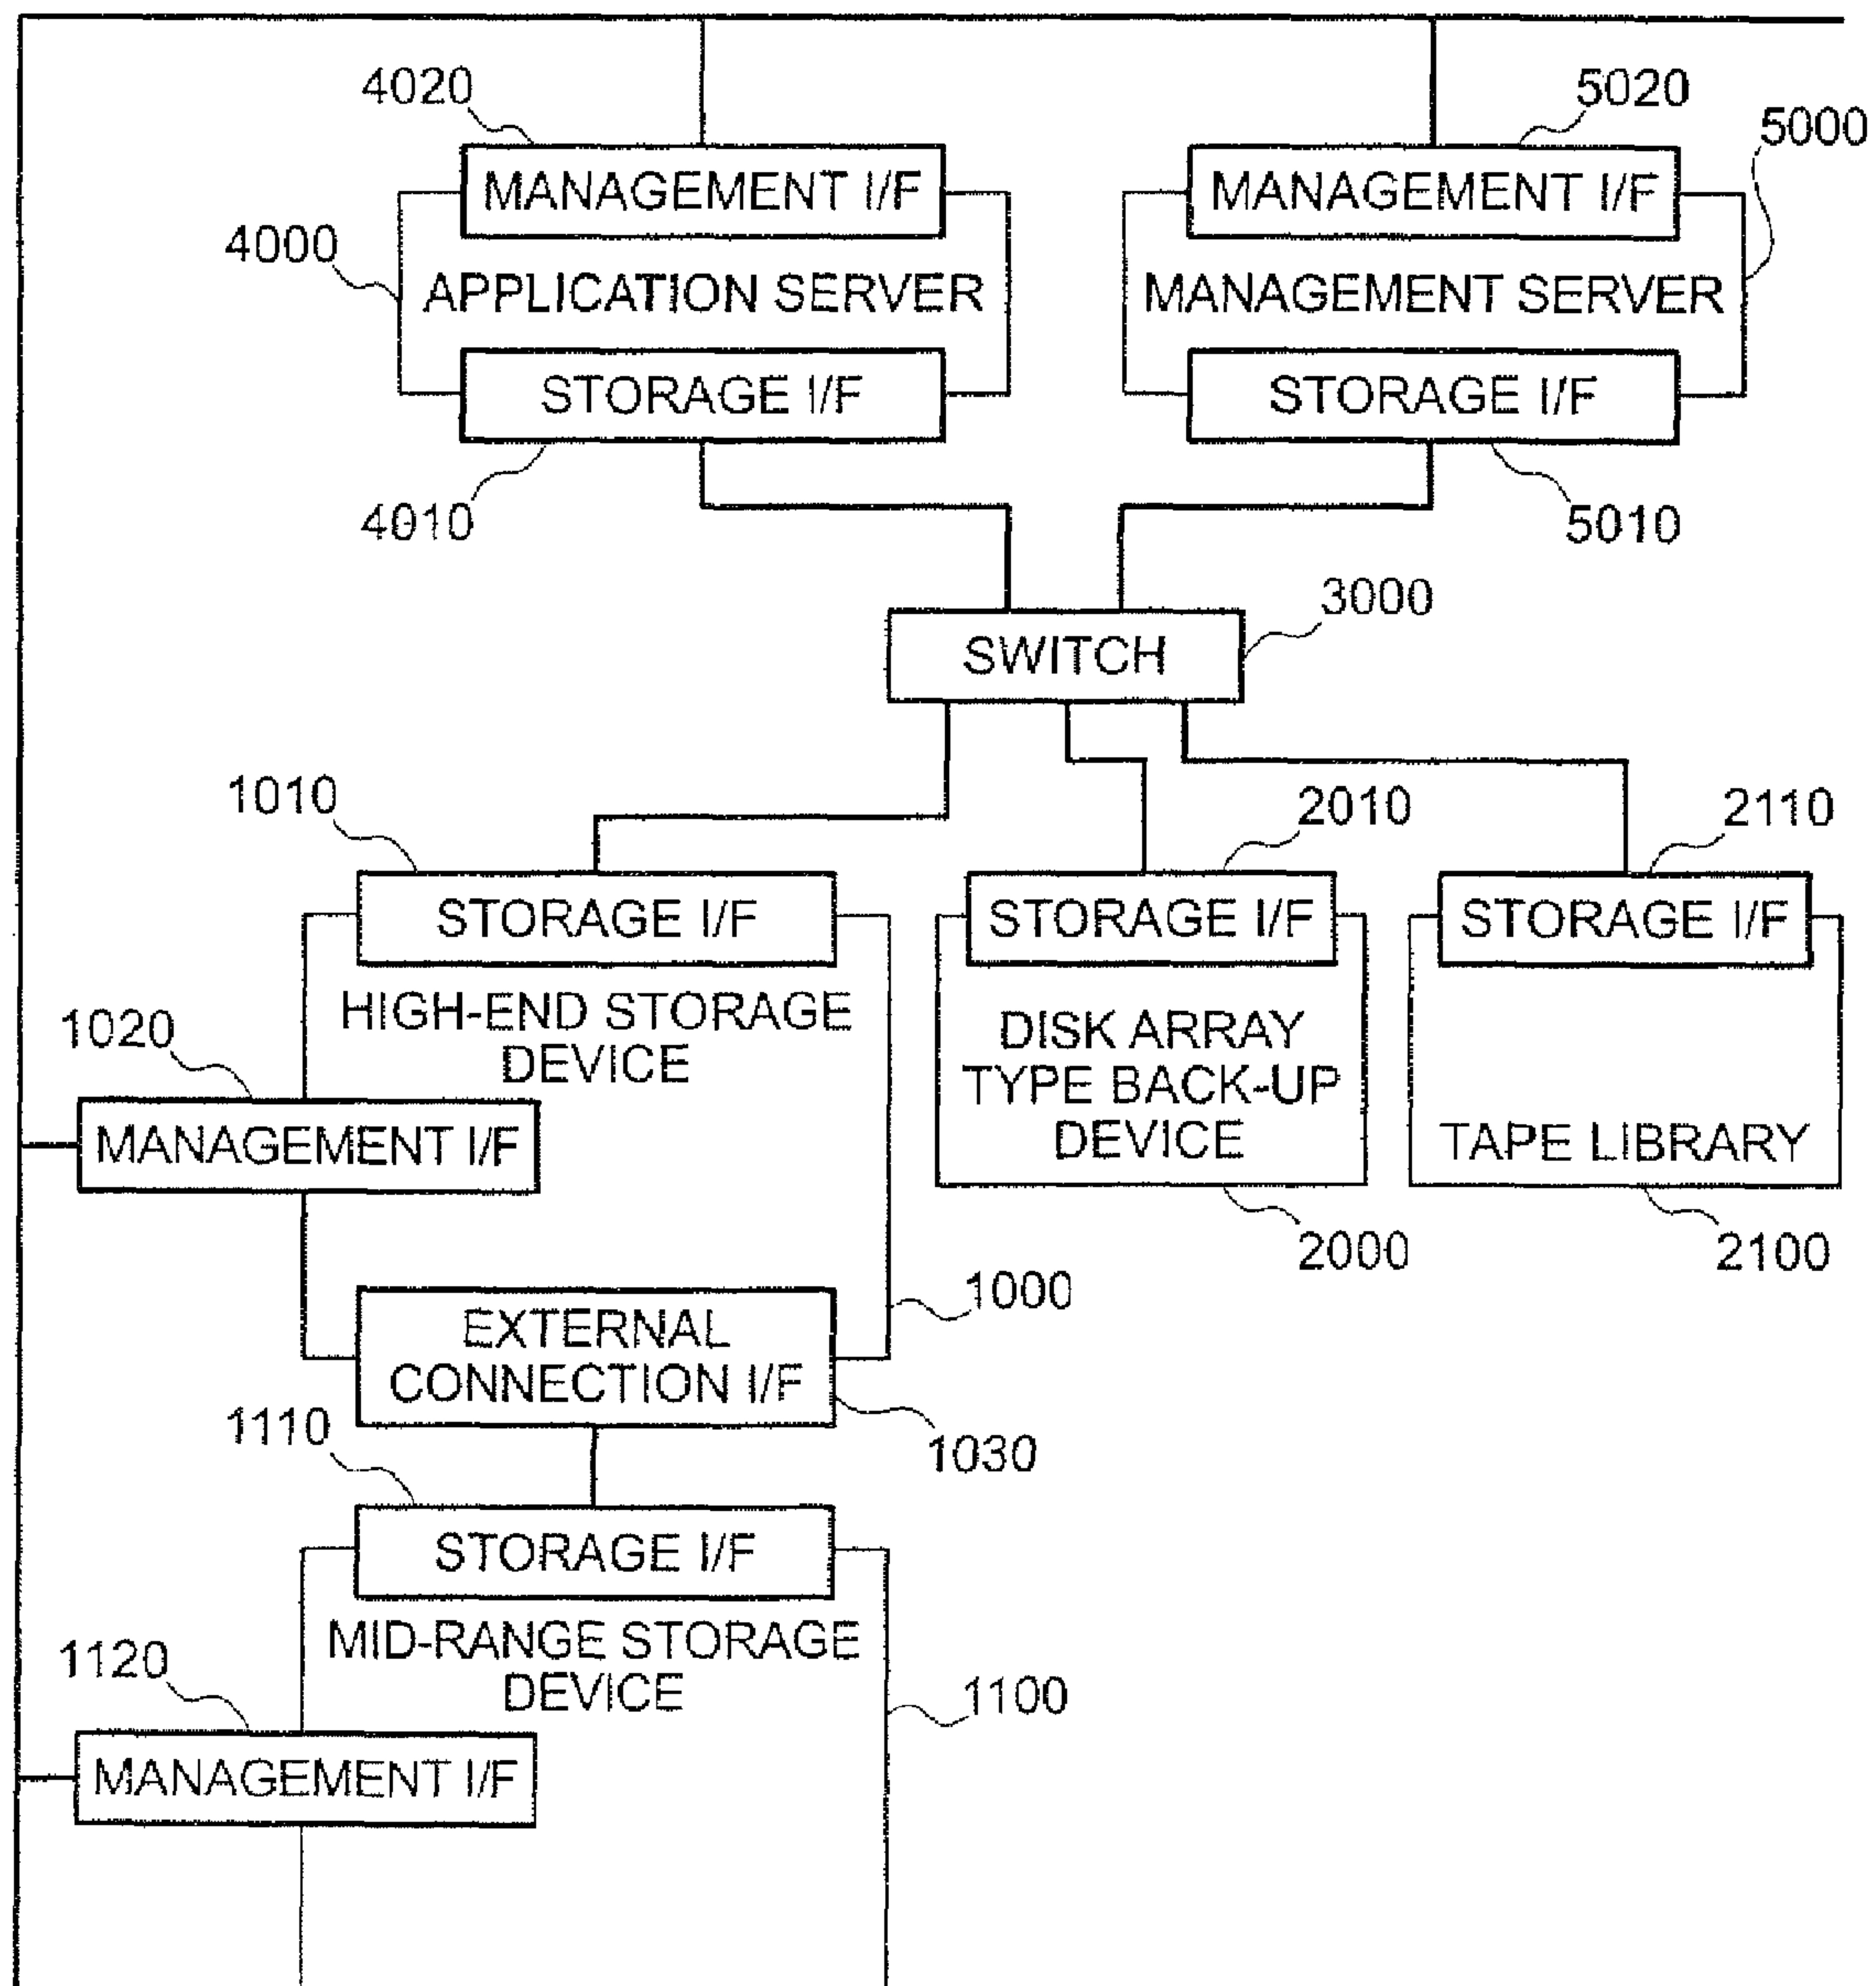 4020
5020
5000
MANAGEMENT I/F
MANAGEMENT I/F
4000
APPLICATION SERVER
MANAGEMENT SERVER
STORAGE I/F
STORAGE I/F
4010
5010
3000
SWITCH
1010
2010
2110
STORAGE I/F
STORAGE I/F
STORAGE I/F
HIGH-END STORAGE
DEVICE
1020
DISK ARRAY
TYPE BACK-UP
DEVICE
MANAGEMENT I/F
TAPE LIBRARY
2000
2100
1000
EXTERNAL
CONNECTION I/F
1110
1030
STORAGE I/F
MID-RANGE STORAGE
DEVICE
1120
1100
MANAGEMENT I/F